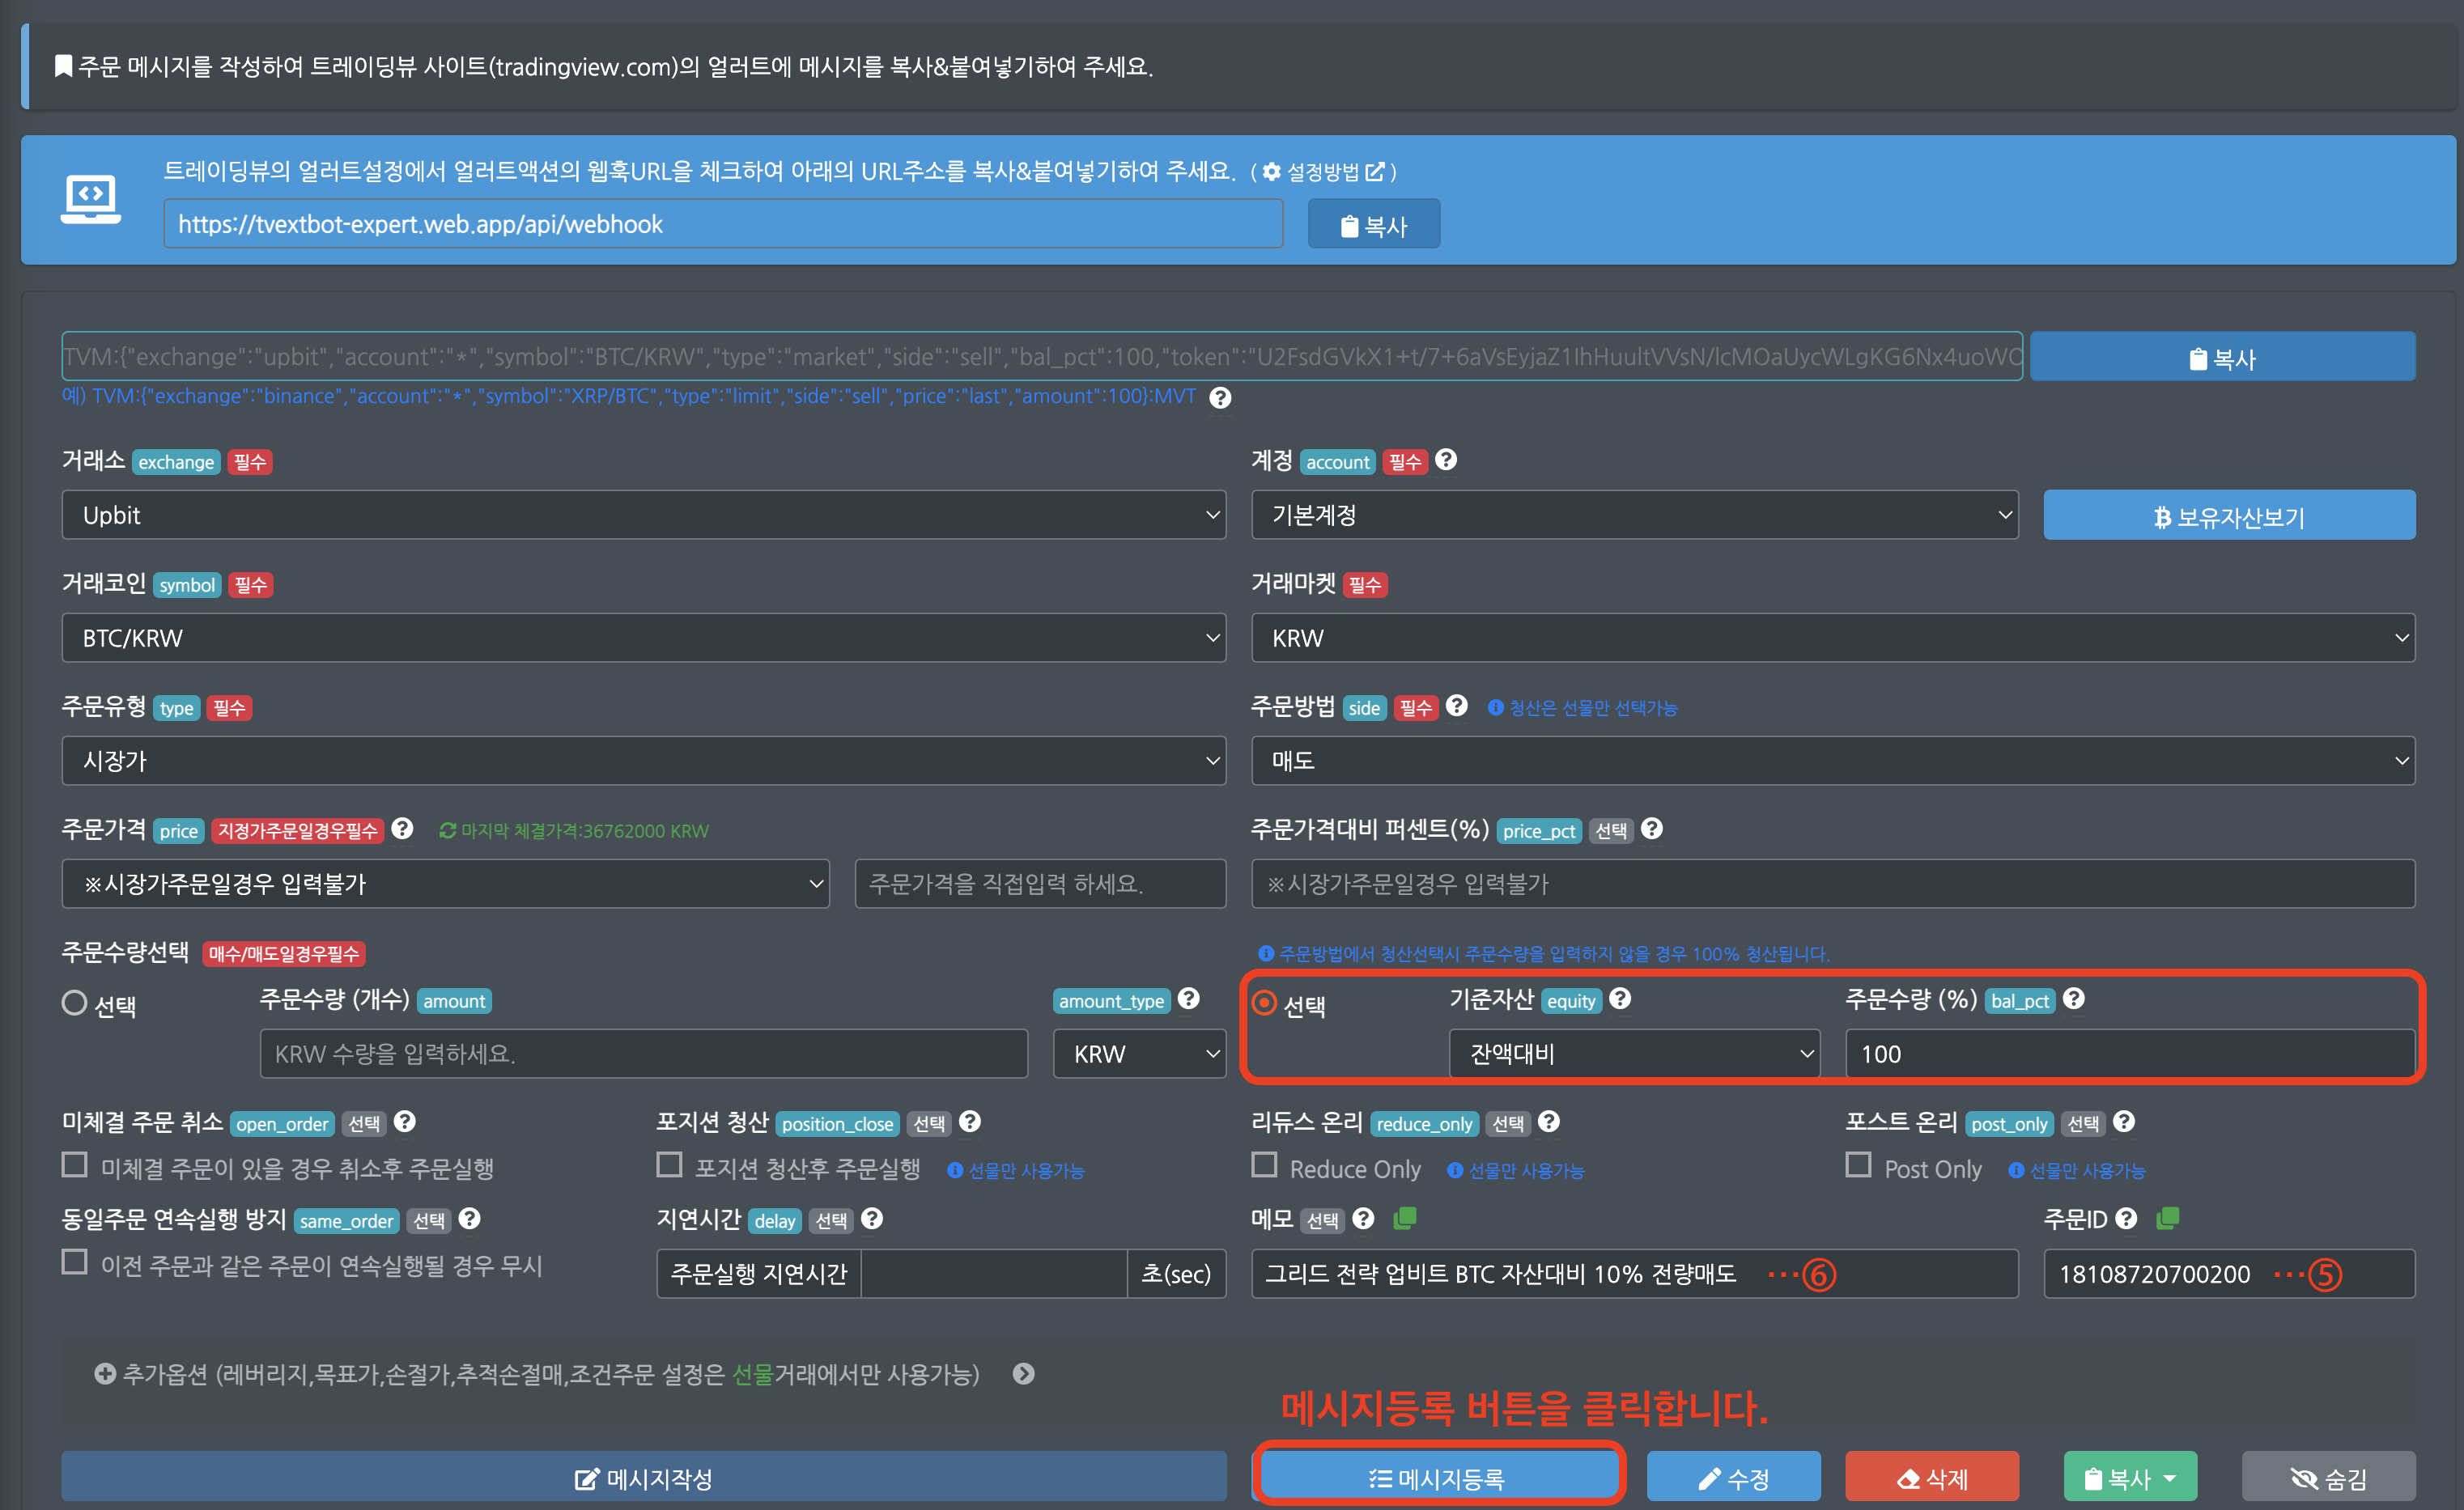 주문 메시지를 작성하여 트레이딩뷰 사이트(tradingview.com)의 얼러트에 메시지를 복사&붙여넣기하여 주세요.
트레이딩뷰의 얼러트설정에서 얼러트액션의 웹훅URL을 체크하여 아래의 URL주소를 복사&붙여넣기하여 주세요. ( 설정방법 )
https://tvextbot-expert.web.app/api/webhook 복사
TVM:{"exchange":"upbit","account":"*","symbol":"BTC/KRW","type":"market","side":"sell","bal_pct":100,"token": 복사
예) TVM:{"exchange":"binance","account":"*","symbol":"XRP/BTC","type":"limit","side":"sell","price":"last","amount":100}:MVT
거래소 exchange 필수 계정 account 필수
Upbit 기본계정 보유자산보기
거래코인 symbol 필수 거래마켓 필수
BTC/KRW KRW
주문유형 type 필수 주문방법 side 필수 청산은 선물만 선택가능
시장가 매도
주문가격 price 지정가주문일경우필수 마지막 체결가격:36762000 KRW 주문가격대비 퍼센트(%) price_pct 선택
※시장가주문일경우 입력불가 주문가격을 직접입력 하세요. ※시장가주문일경우 입력불가
주문수량선택 매수/매도일경우필수 주문방법에서 청산선택시 주문수량을 입력하지 않을 경우 100% 청산됩니다.
선택 주문수량 (개수) amount amount_type 선택 기준자산 equity 주문수량 (%) bal_pct
KRW 수량을 입력하세요. KRW 잔액대비 100
미체결 주문 취소 open_order 선택 포지션 청산 position_close 선택 리듀스 온리 reduce_only 선택 포스트 온리 post_only 선택
미체결 주문이 있을 경우 취소후 주문실행 포지션 청산후 주문실행 선물만 사용가능 Reduce Only 선물만 사용가능 Post Only 선물만 사용가능
동일주문 연속실행 방지 same_order 선택 지연시간 delay 선택 메모 선택 주문ID
이전 주문과 같은 주문이 연속실행될 경우 무시 주문실행 지연시간 초(sec) 그리드 전략 업비트 BTC 자산대비 10% 전량매도 ···⑥ 18108720700200 ···⑤
추가옵션 (레버리지,목표가,손절가,추적손절매,조건주문 설정은 선물거래에서만 사용가능)
메시지등록 버튼을 클릭합니다.
메시지작성 메시지등록 수정 삭제 복사 숨김